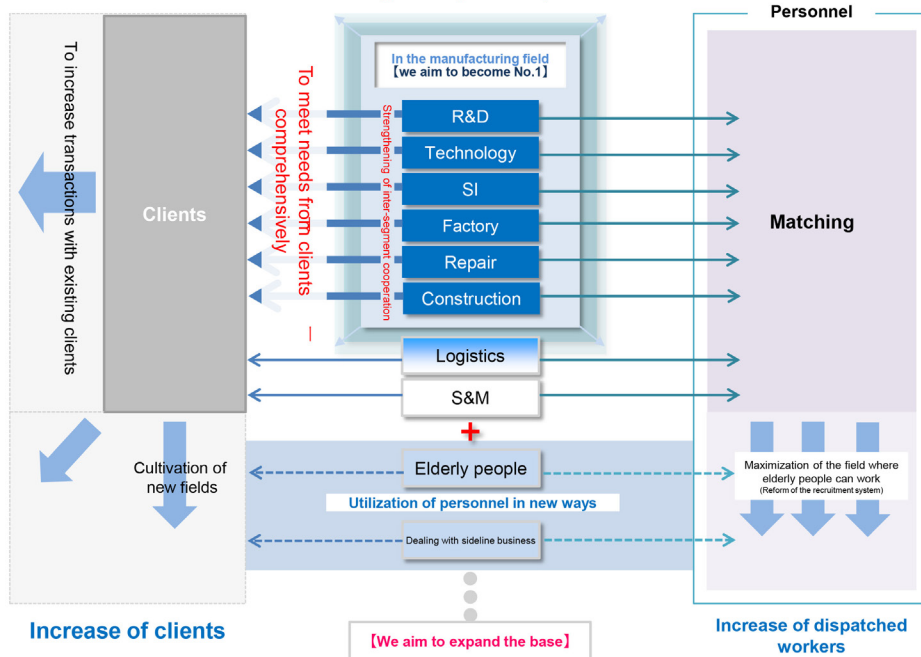 Personnel
In the manufacturing field
【we aim to become No.1】
To increase transactions with existing clients
Clients
To meet needs from clients
comprehensively
Strengthening of inter-segment cooperation
R&D
Technology
SI
Factory
Repair
Construction
Matching
Logistics
S&M
+
Cultivation of
new fields
Elderly people
Utilization of personnel in new ways
Dealing with sideline business
Maximization of the field where
elderly people can work
(Reform of the recruitment system)
Increase of clients
【We aim to expand the base】
Increase of dispatched
workers